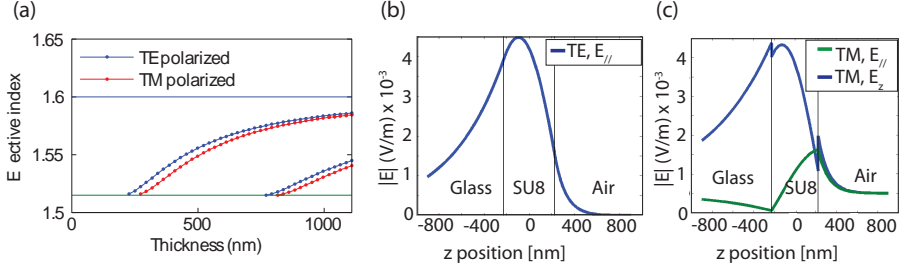 (a)
1.65
TE polarized
TM polarized
1.6
E ective index
1.55
1.5
0
500
1000
Thickness (nm)
(b)
TE, E//
4
3
2
1
0
|E| (V/m) x 10-3
Glass
SU8
Air
-800
-400
0
400
800
z position [nm]
(c)
TM, E//
TM, Ez
4
3
2
1
0
|E| (V/m) x 10-3
Glass
SU8
Air
-800
-400
0
400
800
z position [nm]